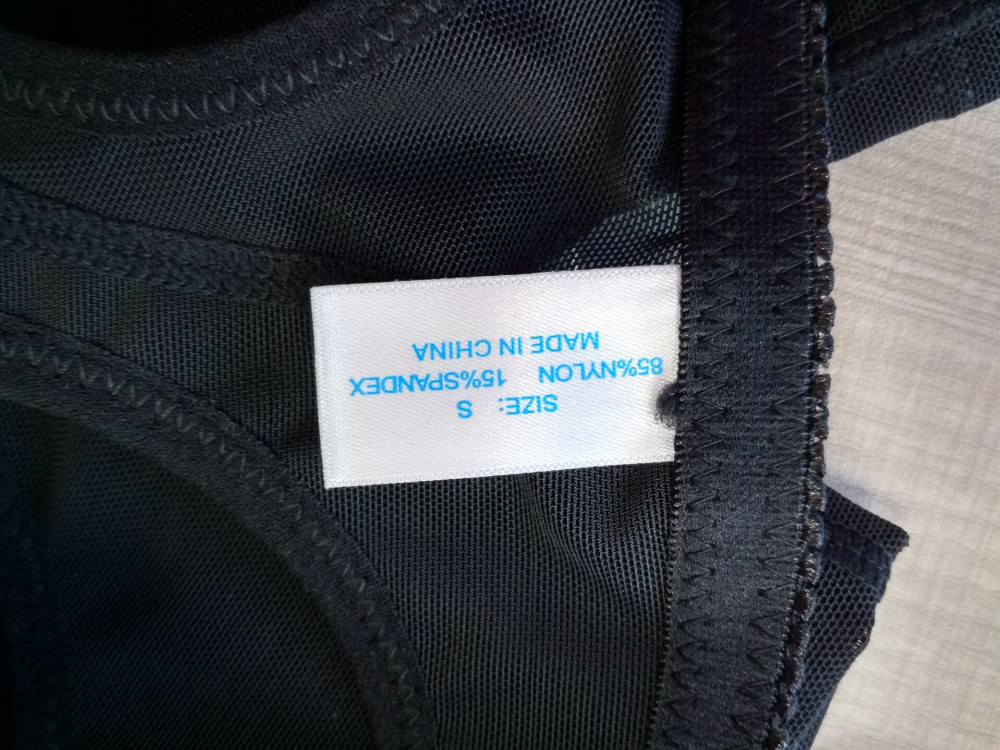 SIZE: S
85%NYLON 15%SPANDEX
MADE IN CHINA